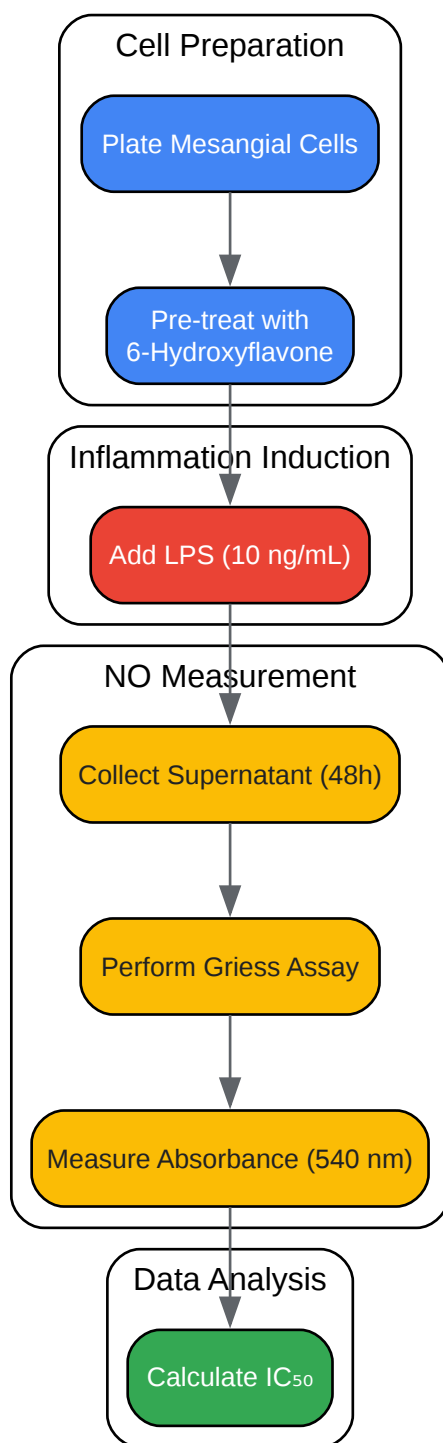 Cell Preparation
Plate Mesangial Cells
Pre-treat with
6-Hydroxyflavone
Inflammation Induction
Add LPS (10 ng/mL)
NO Measurement
Collect Supernatant (48h)
Perform Griess Assay
Measure Absorbance (540 nm)
Data Analysis
Calculate IC₅₀